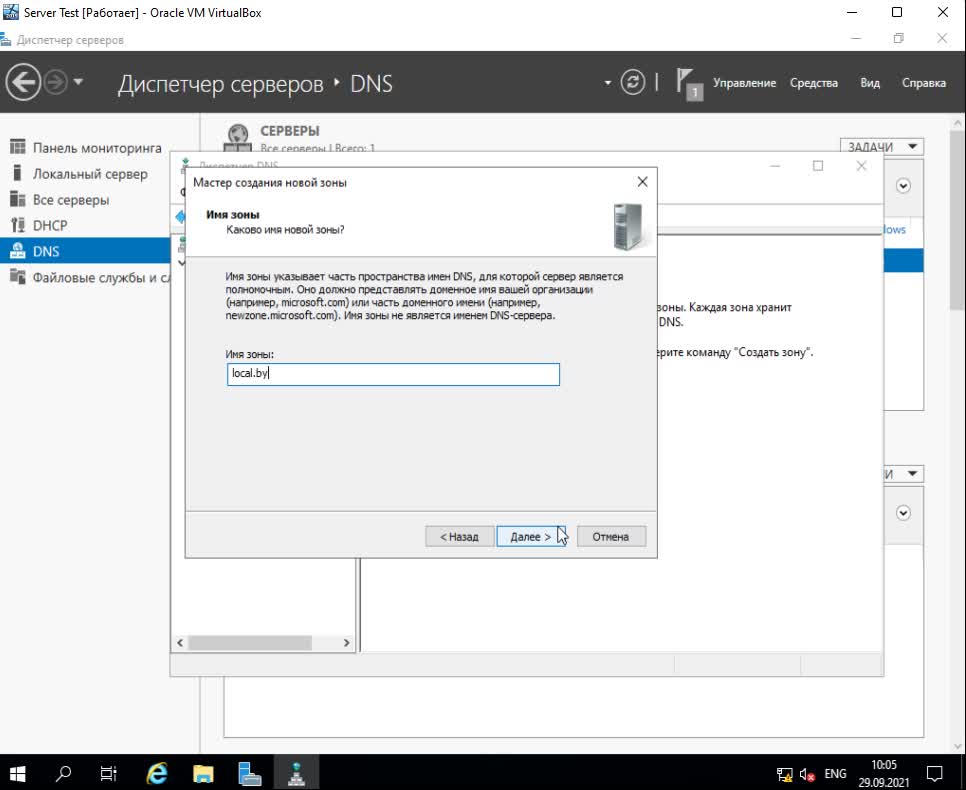 Server Test [Работает] - Oracle VM VirtualBox
Диспетчер серверов
Диспетчер серверов ‣ DNS
1
Управление Средства Вид Справка
Панель мониторинга
Локальный сервер
Все серверы
DHCP
DNS
Файловые службы и
СЕРВЕРЫ
Все серверы | Всего: 1
ЗАДАЧИ
Диспетчер DNS
Мастер создания новой зоны
Имя зоны
Каково имя новой зоны?
Имя зоны указывает часть пространства имен DNS, для которой сервер является
полномочным. Оно должно представлять доменное имя вашей организации
(например, microsoft.com) или часть доменного имени (например,
newzone.microsoft.com). Имя зоны не является именем DNS-сервера.
Имя зоны:
local.by
< Назад Далее > Отмена
зоны. Каждая зона хранит
DNS.
ерите команду "Создать зону".
dows
И
ENG
10:05
29.09.2021